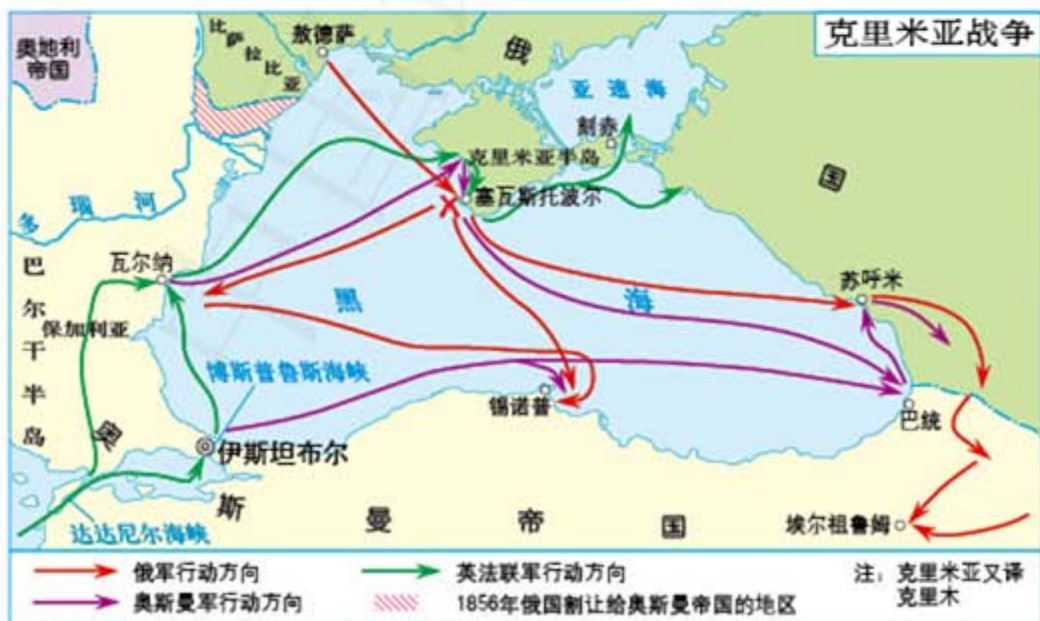 克里米亚战争
奥地利
帝国
比萨拉比亚
敖德萨
俄
国
亚速海
刻赤
克里米亚半岛
塞瓦斯托波尔
多瑙河
瓦尔纳
巴尔干半岛
保加利亚
黑海
苏呼米
博斯普鲁斯海峡
锡诺普
巴统
伊斯坦布尔
奥斯曼帝国
达达尼尔海峡
埃尔祖鲁姆
俄军行动方向
英法联军行动方向
注：克里米亚又译
克里木
奥斯曼军行动方向
1856年俄国割让给奥斯曼帝国的地区